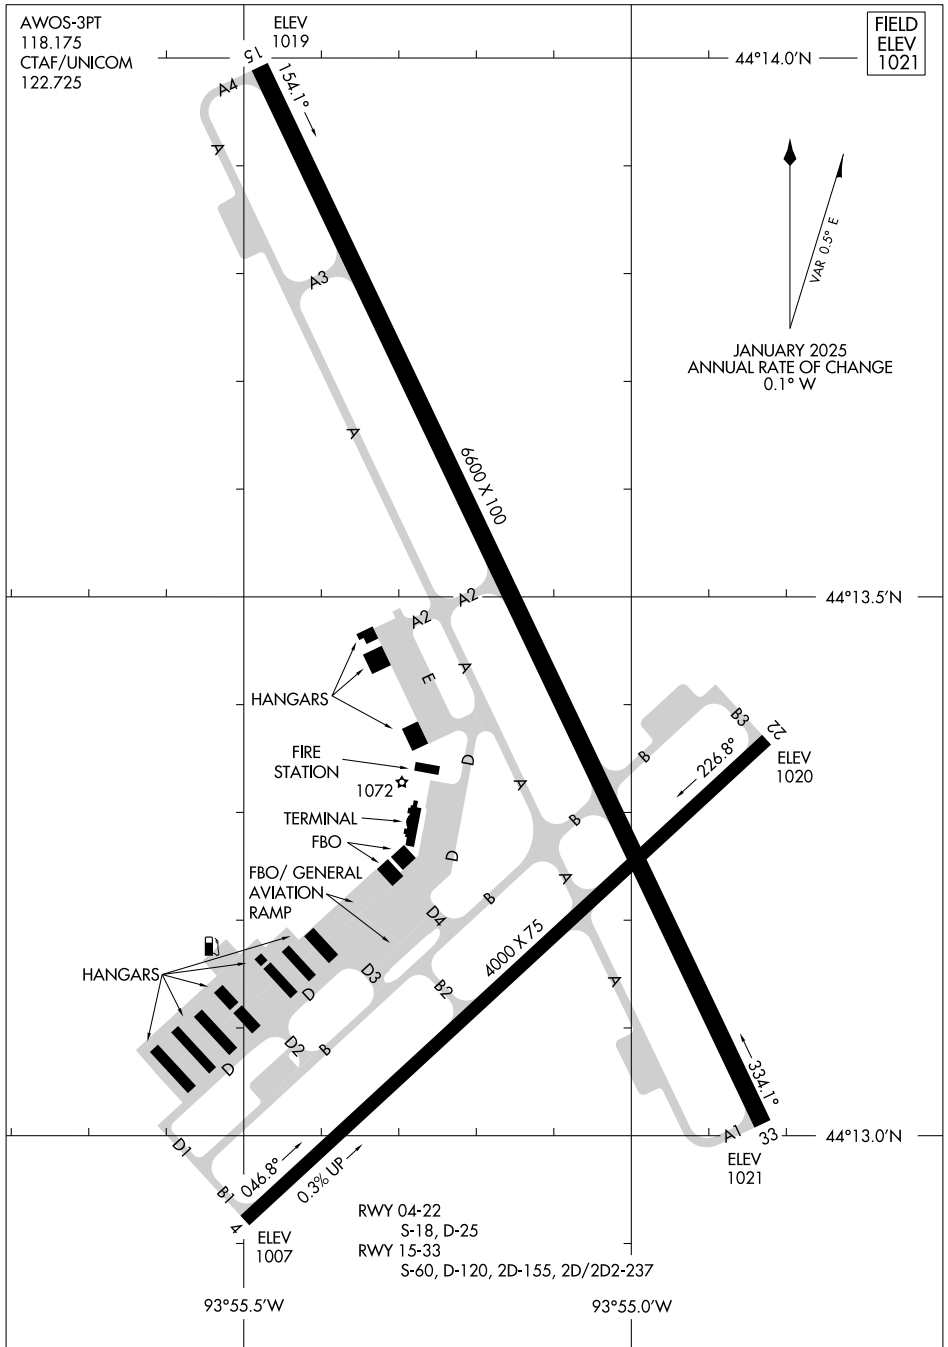 AWOS-3PT
118.175
CTAF/UNICOM
122.725
ELEV
1019
FIELD
ELEV
1021
44°14.0'N
15
154.1°
A4
A
VAR 0.5° E
A3
JANUARY 2025
ANNUAL RATE OF CHANGE
0.1° W
A
6600 X 100
44°13.5'N
A2
A2
A
E
HANGARS
B3
22
226.8°
ELEV
1020
FIRE
STATION
D
B
1072
A
TERMINAL
B
FBO
D
FBO/ GENERAL
AVIATION
RAMP
A
B
D4
4000 X 75
HANGARS
D3
B2
A
D
D2
B
D
334.1°
A1
33
44°13.0'N
D1
ELEV
1021
046.8°
0.3% UP
B1
4
ELEV
1007
RWY 04-22
S-18, D-25
RWY 15-33
S-60, D-120, 2D-155, 2D/2D2-237
93°55.5'W
93°55.0'W